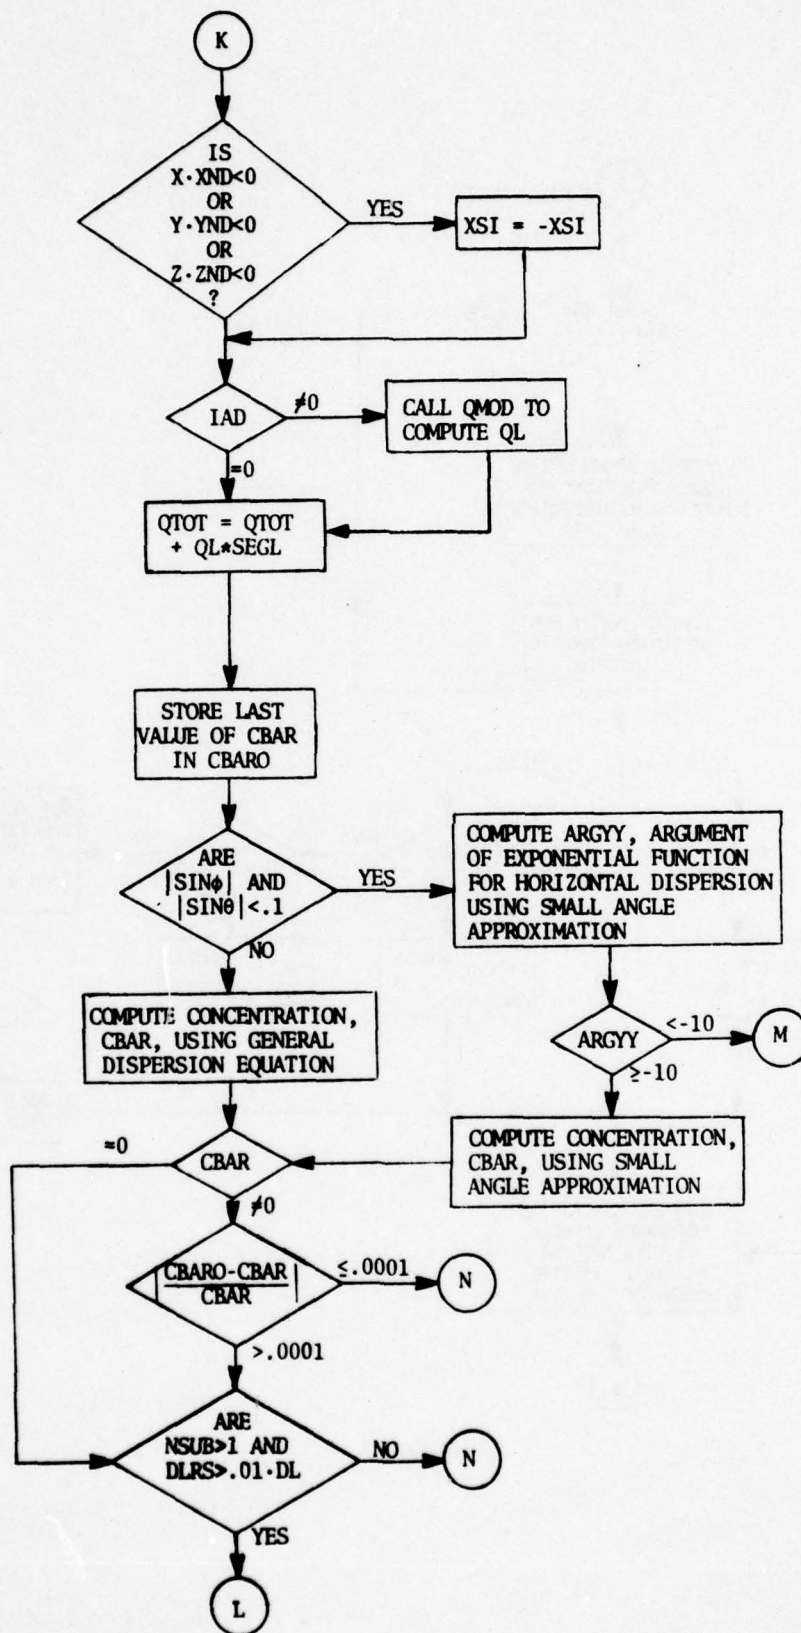 K
IS
X·XND<0
OR
Y·YND<0
OR
Z·ZND<0
?
YES
XSI = -XSI
IAD
≠0
CALL QMOD TO
COMPUTE QL
=0
QTOT = QTOT
+ QL*SEGL
STORE LAST
VALUE OF CBAR
IN CBARO
ARE
|SINϕ| AND
|SINθ|<.1
YES
NO
COMPUTE ARGYY, ARGUMENT
OF EXPONENTIAL FUNCTION
FOR HORIZONTAL DISPERSION
USING SMALL ANGLE
APPROXIMATION
COMPUTE CONCENTRATION,
CBAR, USING GENERAL
DISPERSION EQUATION
ARGYY
<-10
M
≥-10
COMPUTE CONCENTRATION,
CBAR, USING SMALL
ANGLE APPROXIMATION
=0
CBAR
≠0
|CBARO-CBAR|
CBAR
≤.0001
N
>.0001
ARE
NSUB>1 AND
DLRS>.01·DL
NO
N
YES
L